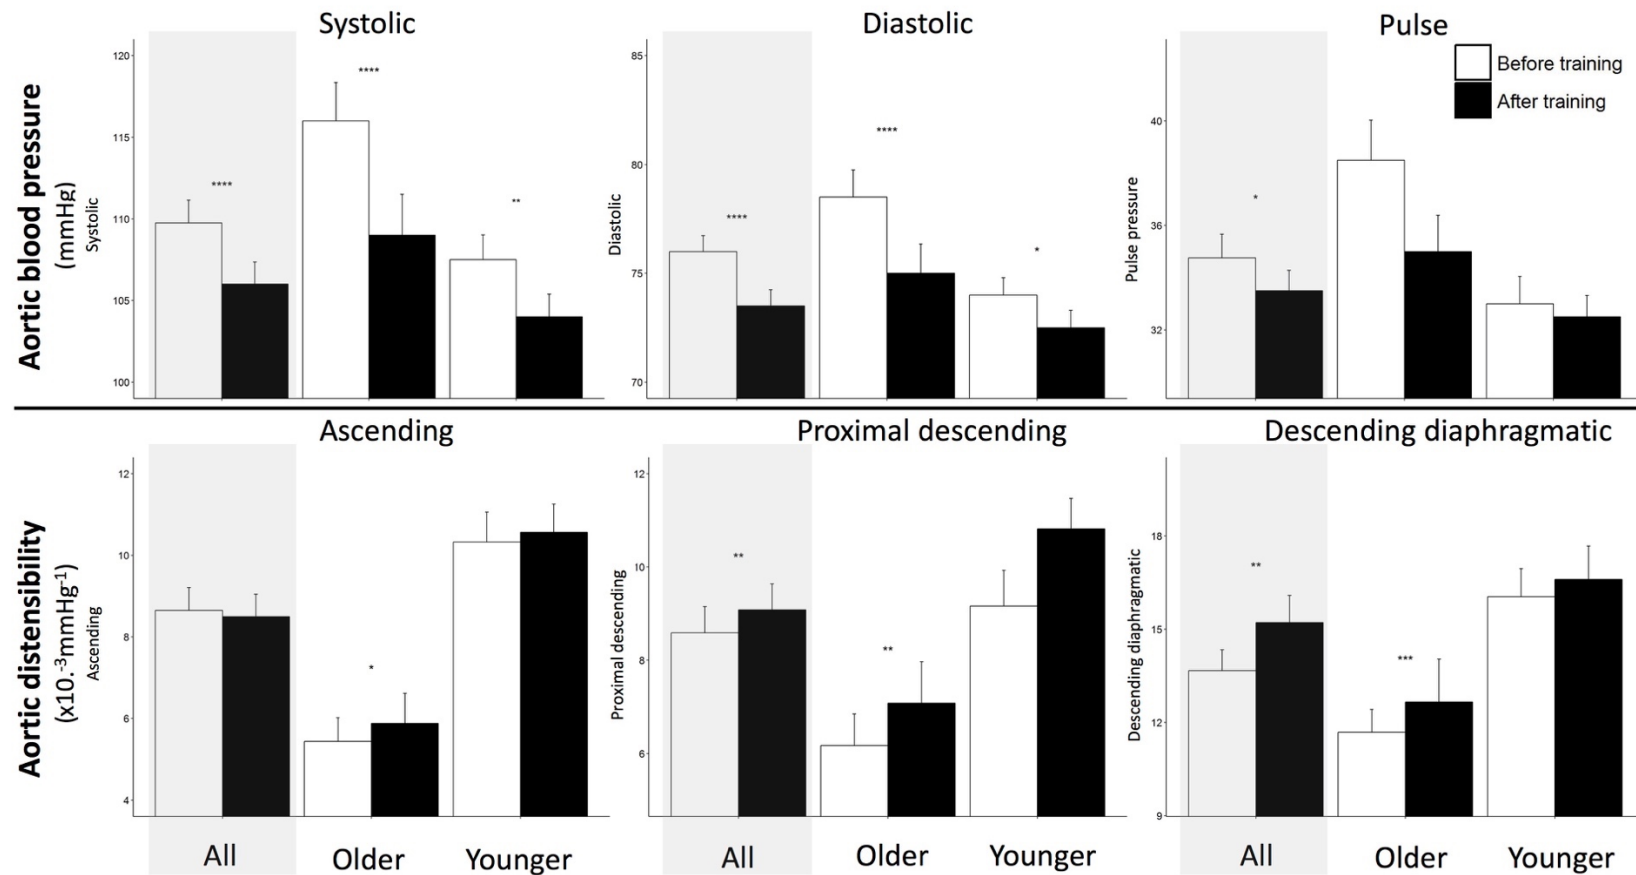 Systolic
Diastolic
Pulse
Before training
After training
Aortic blood pressure
(mmHg)
Systolic
120
115
110
105
100
****
****
**
Diastolic
85
80
75
70
****
****
*
Pulse pressure
40
36
32
*
Ascending
Proximal descending
Descending diaphragmatic
Aortic distensibility
(x10.⁻³mmHg⁻¹)
Ascending
12
10
8
6
4
*
Proximal descending
12
10
8
6
**
**
Descending diaphragmatic
18
15
12
9
**
***
All
Older
Younger
All
Older
Younger
All
Older
Younger